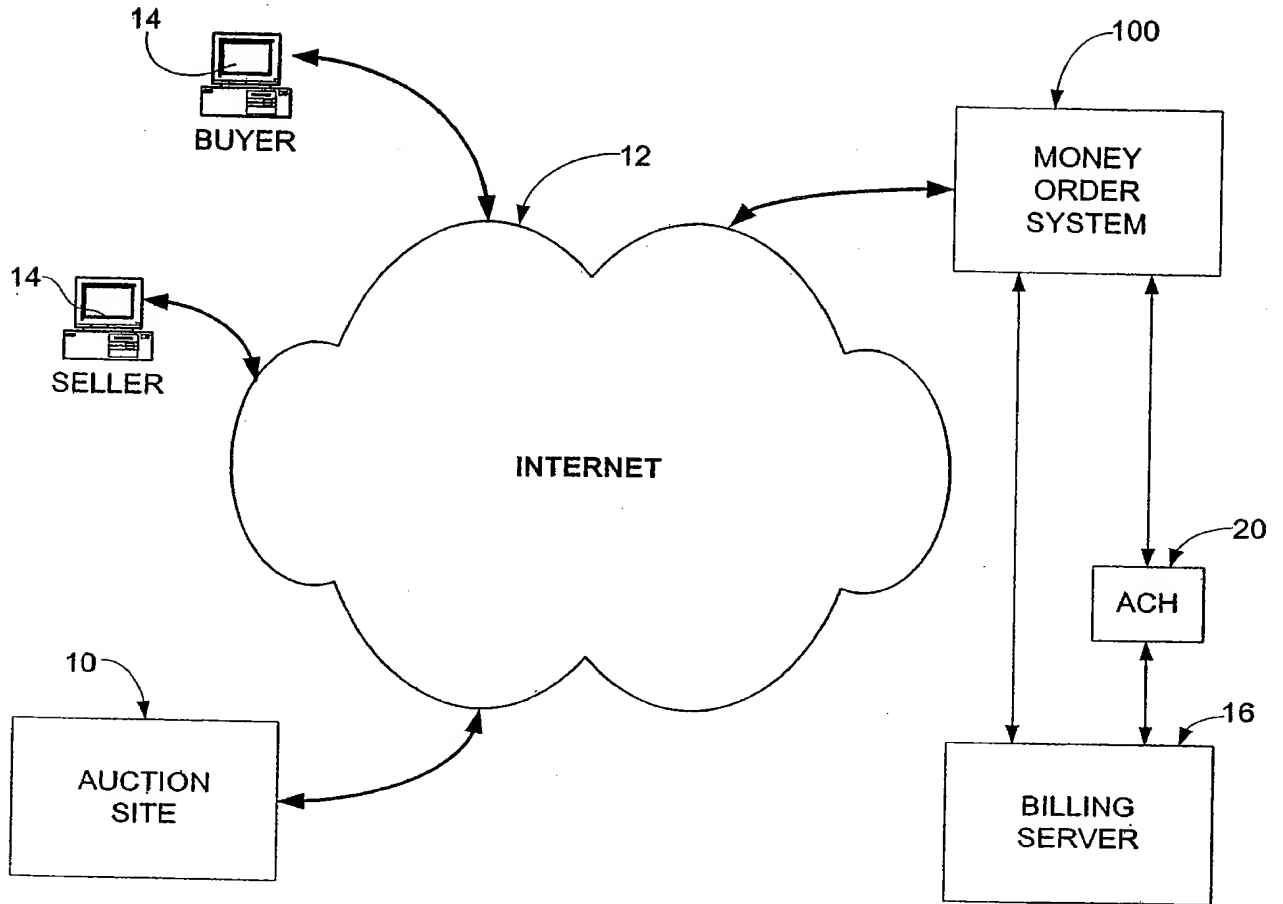 14
BUYER
100
MONEY
ORDER
SYSTEM
12
14
SELLER
INTERNET
20
ACH
10
AUCTION
SITE
16
BILLING
SERVER